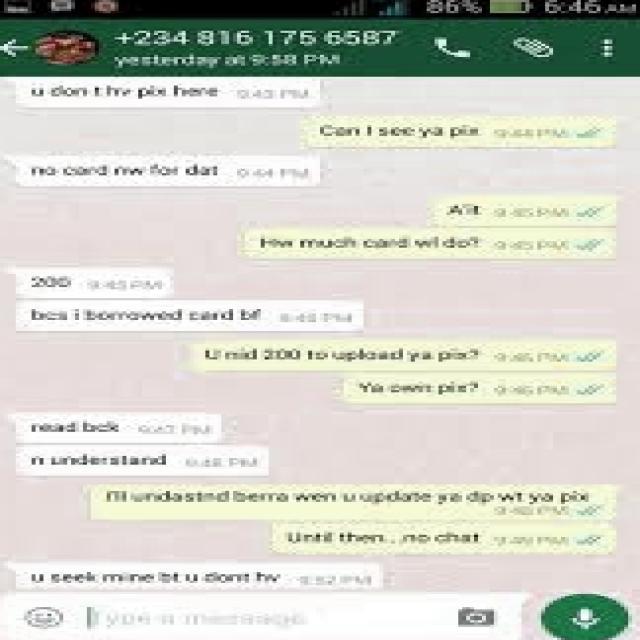 86% 6:46 AM
+234 816 175 6587
yesterday at 9:58 PM
u don t hv pix here 9:43 PM
Can I see ya pix 9:44 PM
no card nw for dat 9:44 PM
A'it 9:45 PM
Hw much card wl do? 9:45 PM
200 9:45 PM
bcs i borrowed card bf 9:45 PM
U nid 200 to upload ya pix? 9:46 PM
Ya own pix? 9:46 PM
read bck 9:47 PM
n understand 9:48 PM
I'll undastnd berra wen u update ya dp wt ya pix
9:48 PM
Until then...no chat 9:49 PM
u seek mine bt u dont hv 9:52 PM
Type a message